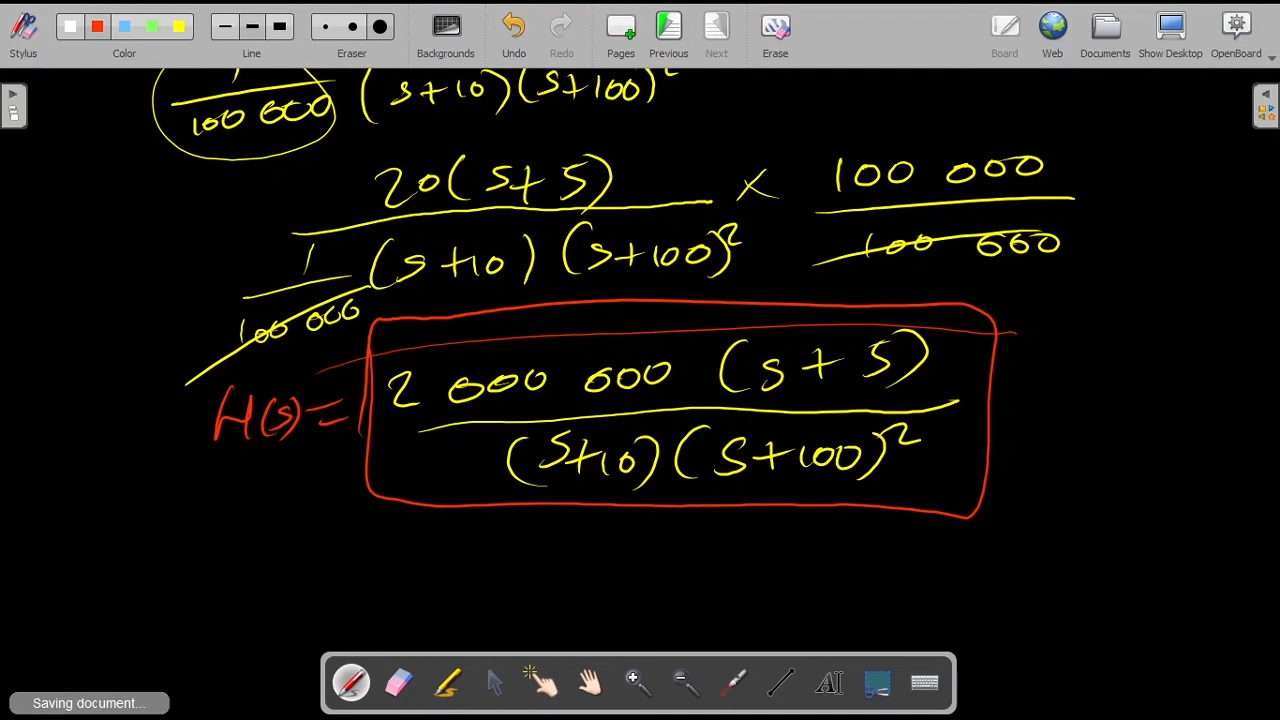 Stylus Color Line Eraser Backgrounds Undo Redo Pages Previous Next Erase Board Web Documents Show Desktop OpenBoard
1
100 000 (s+10)(s+100)²
20(s+5) × 100 000
1 (s+10) (s+100)² 100 000
100 000
2 000 000 (s+5)
H(s)=
(s+10)(s+100)²
Saving document...